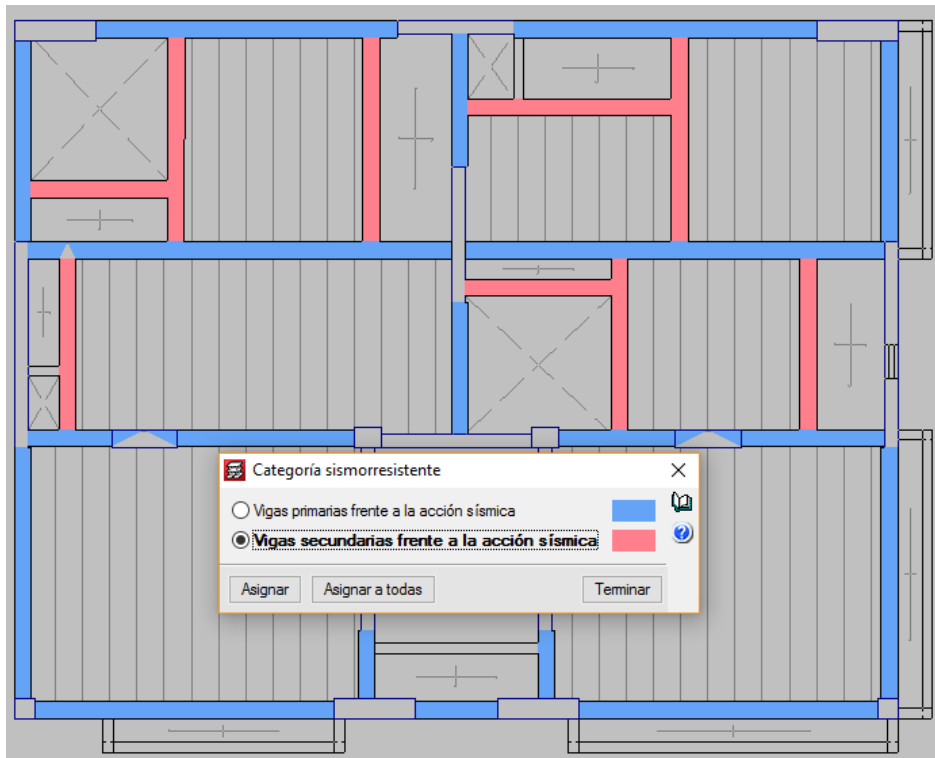 Categoría sismorresistente
Vigas primarias frente a la acción sísmica
Vigas secundarias frente a la acción sísmica
Asignar
Asignar a todas
Terminar